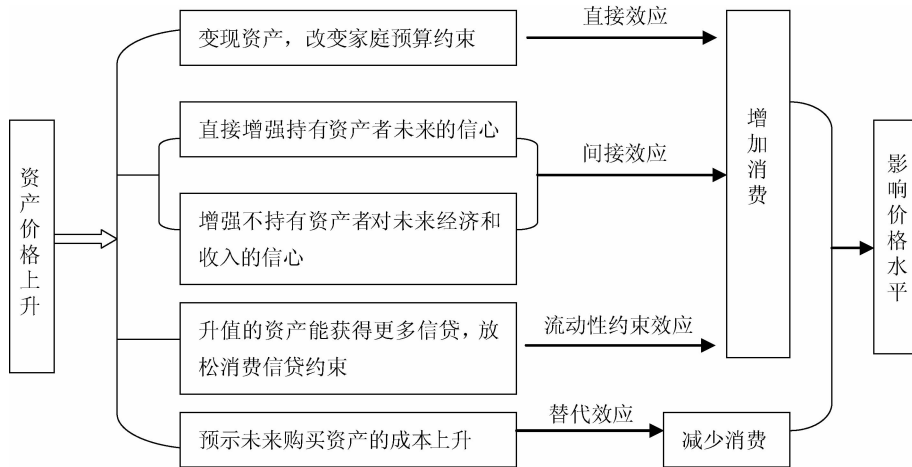 资产价格上升
变现资产，改变家庭预算约束
直接效应
直接增强持有资产者未来的信心
间接效应
增强不持有资产者对未来经济和
收入的信心
升值的资产能获得更多信贷，放
松消费信贷约束
流动性约束效应
增加消费
预示未来购买资产的成本上升
替代效应
减少消费
影响价格水平